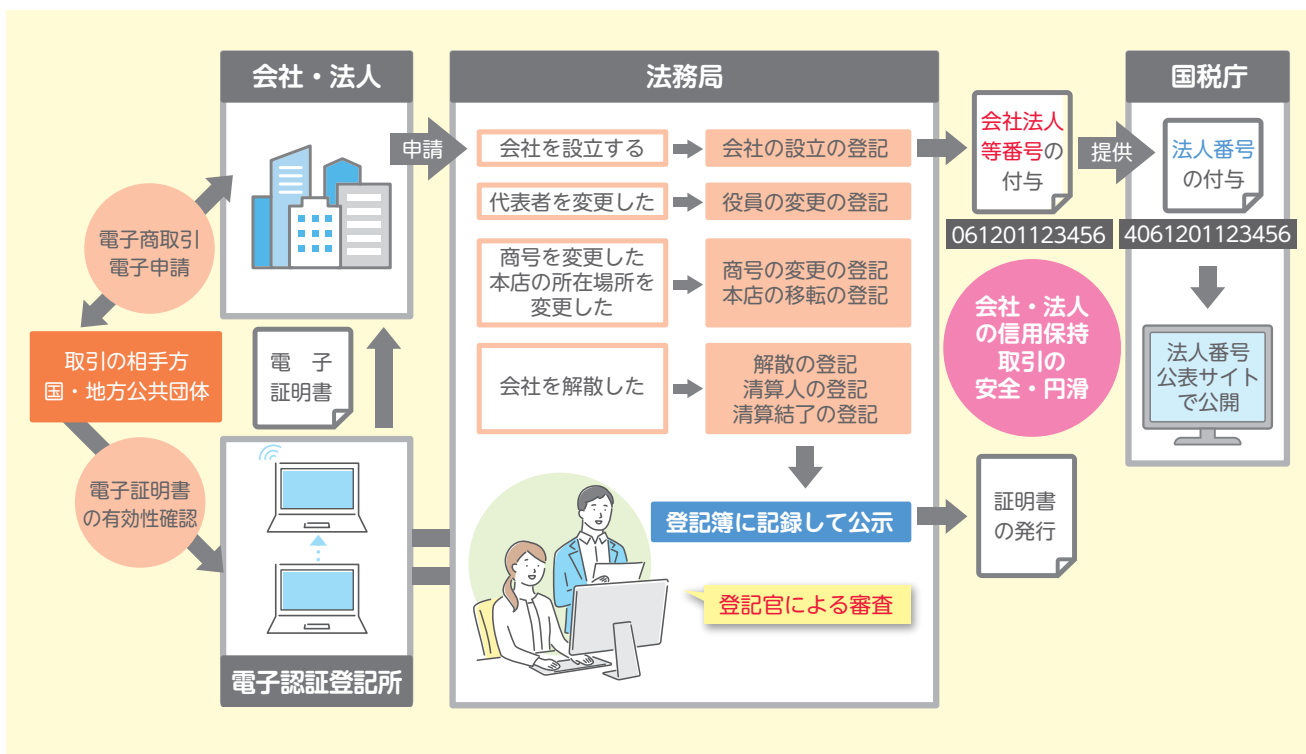 会社・法人
法務局
国税庁
申請
会社を設立する
会社の設立の登記
代表者を変更した
役員の変更の登記
商号を変更した
本店の所在場所を
変更した
商号の変更の登記
本店の移転の登記
会社を解散した
解散の登記
清算人の登記
清算結了の登記
登記簿に記録して公示
登記官による審査
会社法人
等番号の
付与
061201123456
提供
法人番号
の付与
4061201123456
会社・法人
の信用保持
取引の
安全・円滑
法人番号
公表サイト
で公開
証明書
の発行
電子商取引
電子申請
取引の相手方
国・地方公共団体
電子証明書
の有効性確認
電 子
証明書
電子認証登記所